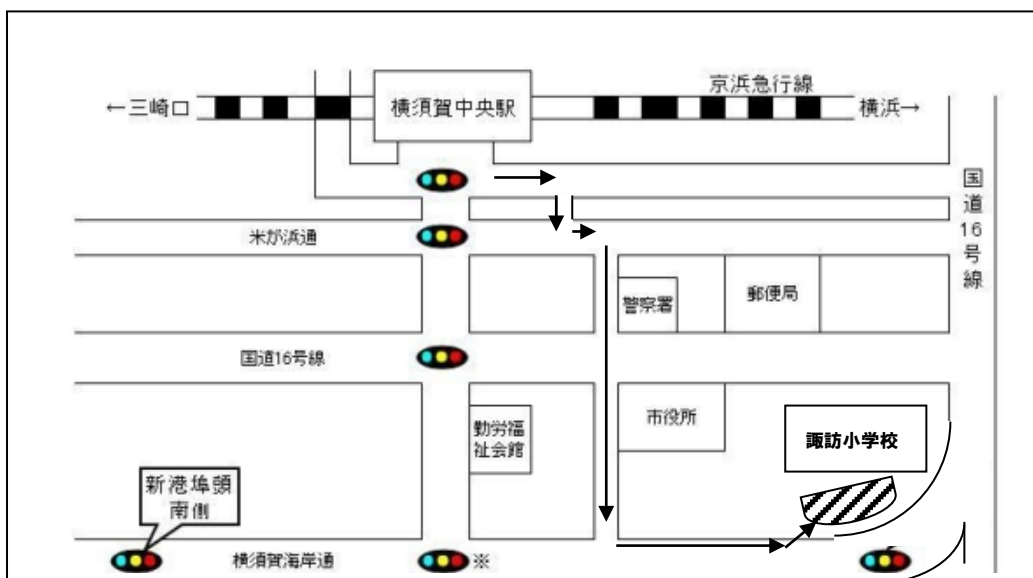 京浜急行線
←三崎口
横須賀中央駅
横浜→
国道16号線
米が浜通
警察署
郵便局
国道16号線
勤労福
祉会館
市役所
諏訪小学校
新港埠頭
南側
横須賀海岸通
※